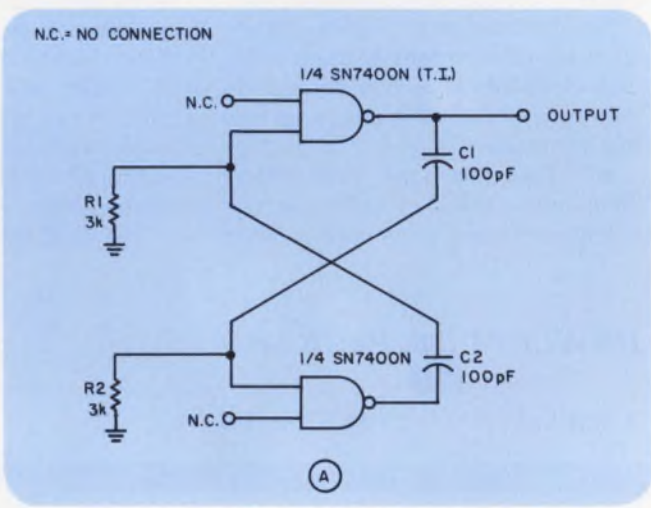 N.C.= NO CONNECTION
1/4 SN7400N (T.I.)
N.C.
OUTPUT
C1
100pF
R1
3k
1/4 SN7400N
C2
100pF
R2
3k
N.C.
A